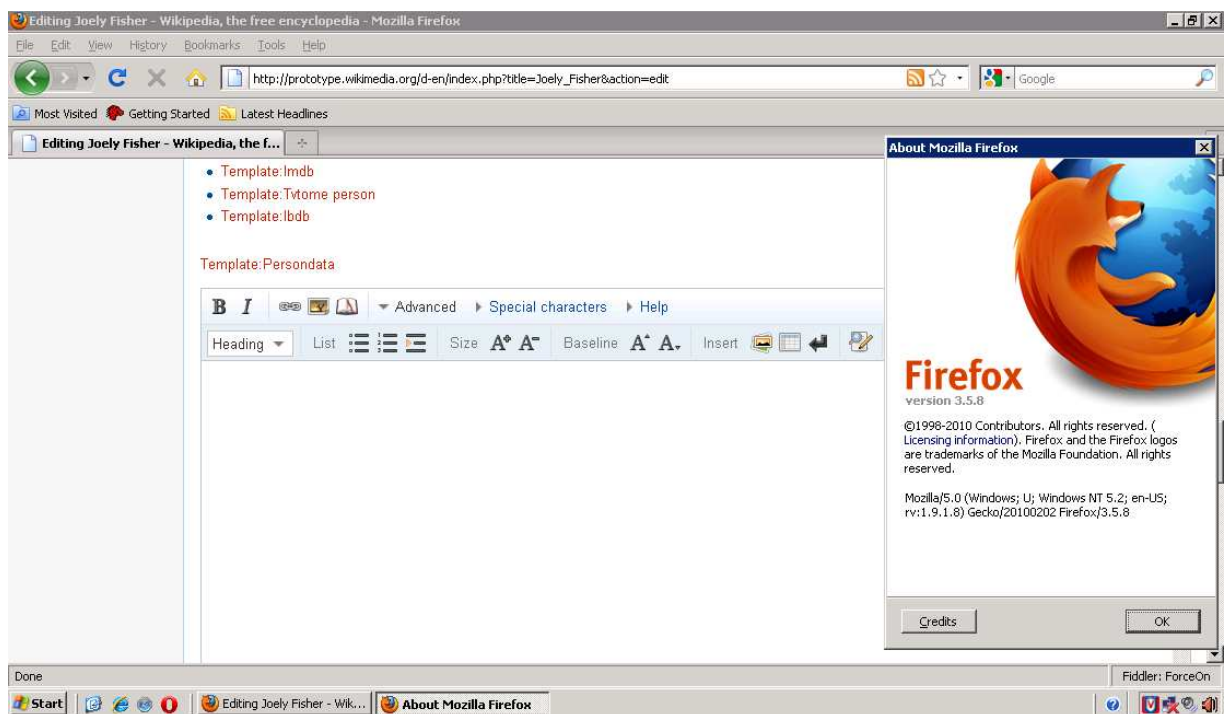 Editing Joely Fisher - Wikipedia, the free encyclopedia - Mozilla Firefox
File Edit View History Bookmarks Tools Help
http://prototype.wikimedia.org/d-en/index.php?title=Joely_Fisher&action=edit Google
Most Visited Getting Started Latest Headlines
Editing Joely Fisher - Wikipedia, the f...
Template:Imdb
Template:Tvtome person
Template:Ibdb
Template:Persondata
B I Advanced Special characters Help
Heading List Size A A Baseline A A Insert
About Mozilla Firefox
Firefox
version 3.5.8
©1998-2010 Contributors. All rights reserved. (
Licensing information). Firefox and the Firefox logos
are trademarks of the Mozilla Foundation. All rights
reserved.
Mozilla/5.0 (Windows; U; Windows NT 5.2; en-US;
rv:1.9.1.8) Gecko/20100202 Firefox/3.5.8
Credits OK
Done Fiddler: ForceOn
Start Editing Joely Fisher - Wik... About Mozilla Firefox